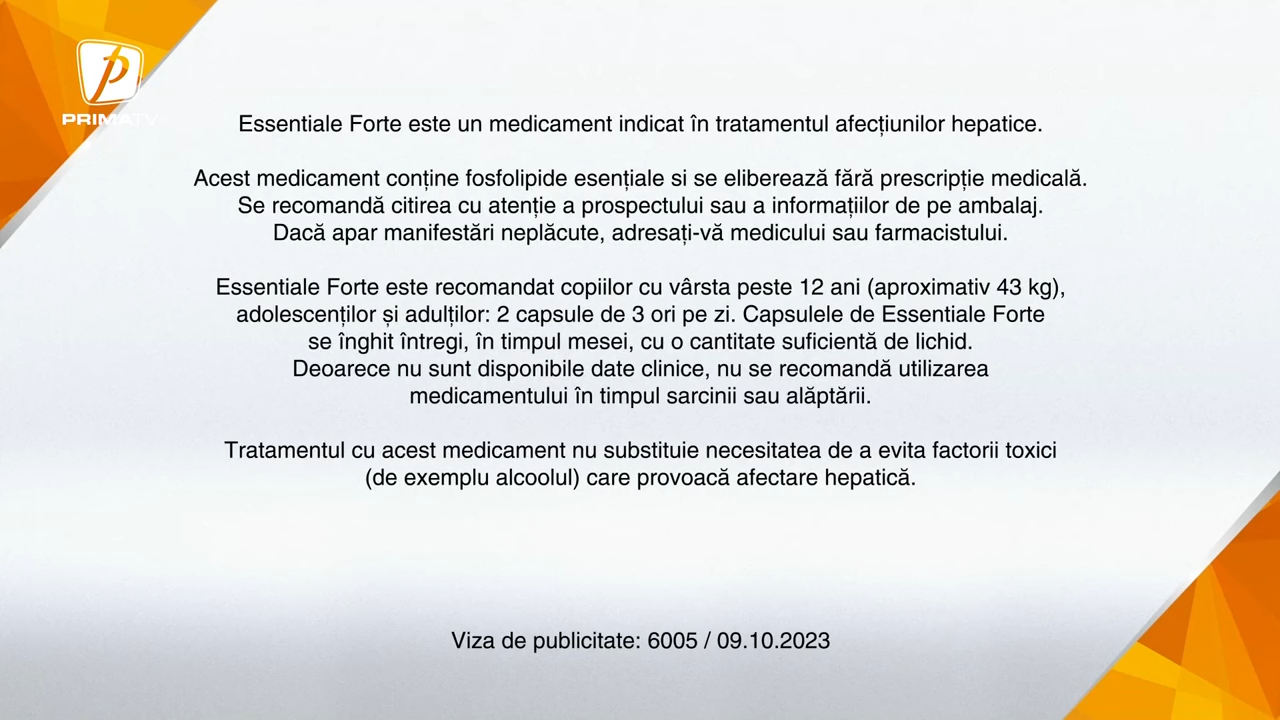 PRIMATV
Essentiale Forte este un medicament indicat în tratamentul afecțiunilor hepatice.
Acest medicament conține fosfolipide esențiale si se eliberează fără prescripție medicală.
Se recomandă citirea cu atenție a prospectului sau a informațiilor de pe ambalaj.
Dacă apar manifestări neplăcute, adresați-vă medicului sau farmacistului.
Essentiale Forte este recomandat copiilor cu vârsta peste 12 ani (aproximativ 43 kg),
adolescenților și adulților: 2 capsule de 3 ori pe zi. Capsulele de Essentiale Forte
se înghit întregi, în timpul mesei, cu o cantitate suficientă de lichid.
Deoarece nu sunt disponibile date clinice, nu se recomandă utilizarea
medicamentului în timpul sarcinii sau alăptării.
Tratamentul cu acest medicament nu substituie necesitatea de a evita factorii toxici
(de exemplu alcoolul) care provoacă afectare hepatică.
Viza de publicitate: 6005 / 09.10.2023